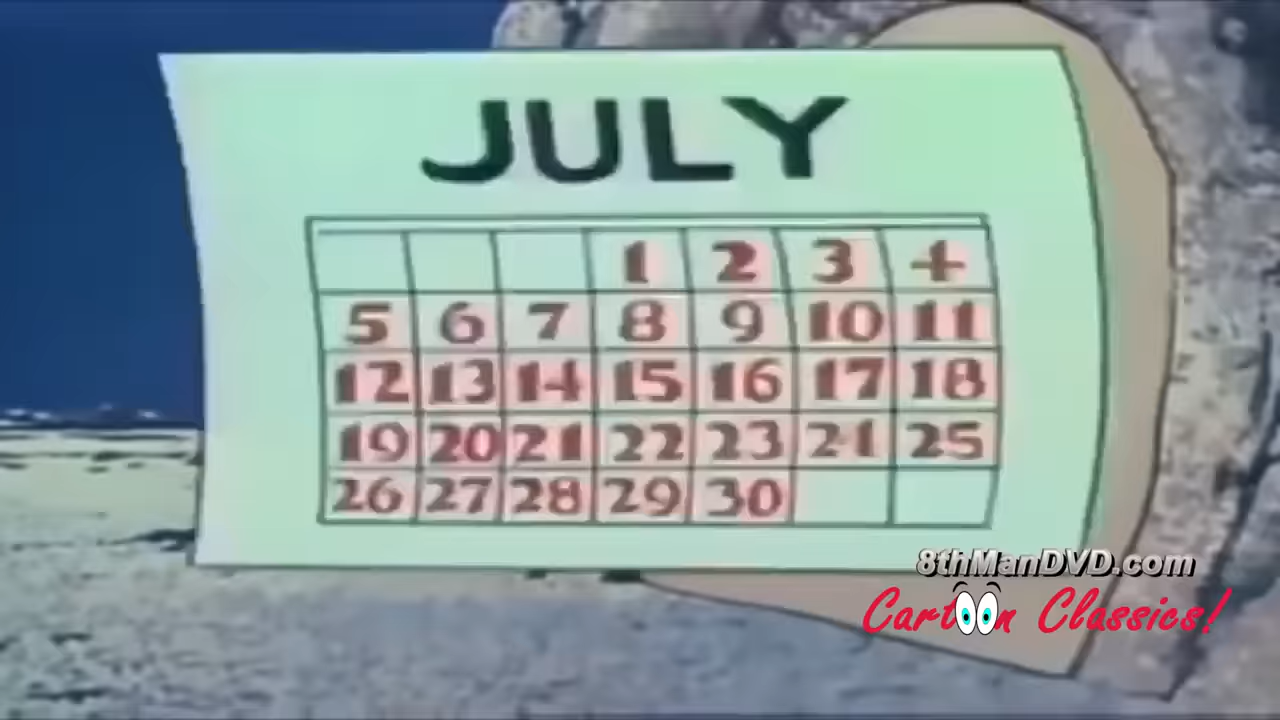 JULY
1 2 3 4
5 6 7 8 9 10 11
12 13 14 15 16 17 18
19 20 21 22 23 24 25
26 27 28 29 30
8thManDVD.com
Cartoon Classics!